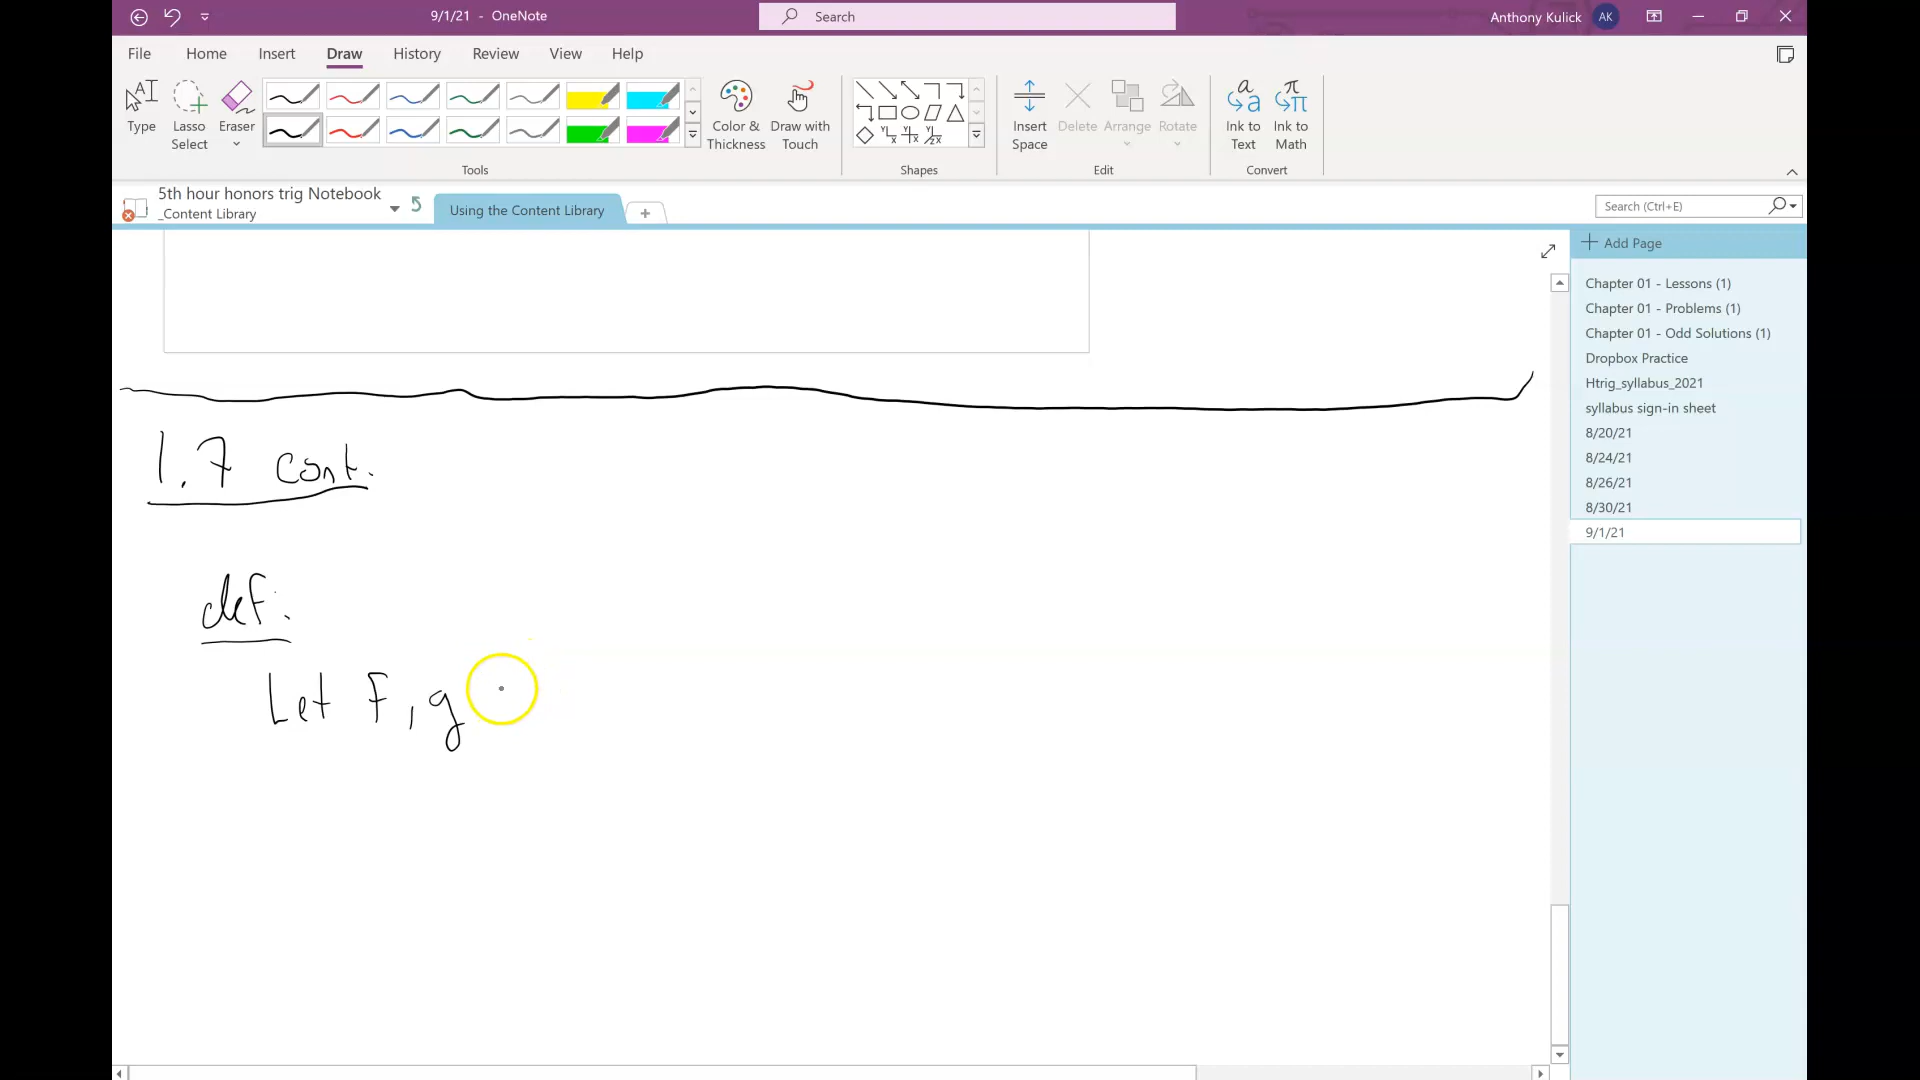 9/1/21 - OneNote
Search
Anthony Kulick AK
File Home Insert Draw History Review View Help
Type
Lasso Select
Eraser
Color & Thickness
Draw with Touch
Insert Space
Delete
Arrange
Rotate
Ink to Text
Ink to Math
Tools
Shapes
Edit
Convert
5th hour honors trig Notebook
_Content Library
Using the Content Library
Search (Ctrl+E)
Add Page
Chapter 01 - Lessons (1)
Chapter 01 - Problems (1)
Chapter 01 - Odd Solutions (1)
Dropbox Practice
Htrig_syllabus_2021
syllabus sign-in sheet
8/20/21
8/24/21
8/26/21
8/30/21
9/1/21
1.7 cont.
def.
Let f, g